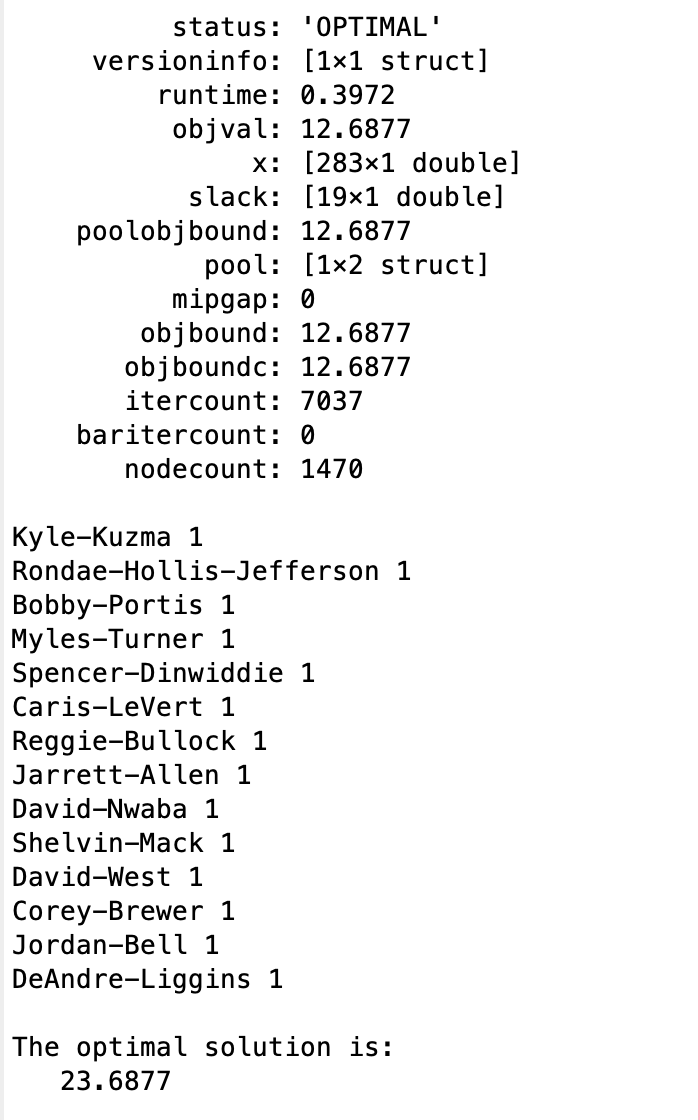 status: 'OPTIMAL'
versioninfo: [1×1 struct]
runtime: 0.3972
objval: 12.6877
x: [283×1 double]
slack: [19×1 double]
poolobjbound: 12.6877
pool: [1×2 struct]
mipgap: 0
objbound: 12.6877
objboundc: 12.6877
itercount: 7037
baritercount: 0
nodecount: 1470
Kyle-Kuzma 1
Rondae-Hollis-Jefferson 1
Bobby-Portis 1
Myles-Turner 1
Spencer-Dinwiddie 1
Caris-LeVert 1
Reggie-Bullock 1
Jarrett-Allen 1
David-Nwaba 1
Shelvin-Mack 1
David-West 1
Corey-Brewer 1
Jordan-Bell 1
DeAndre-Liggins 1
The optimal solution is:
23.6877